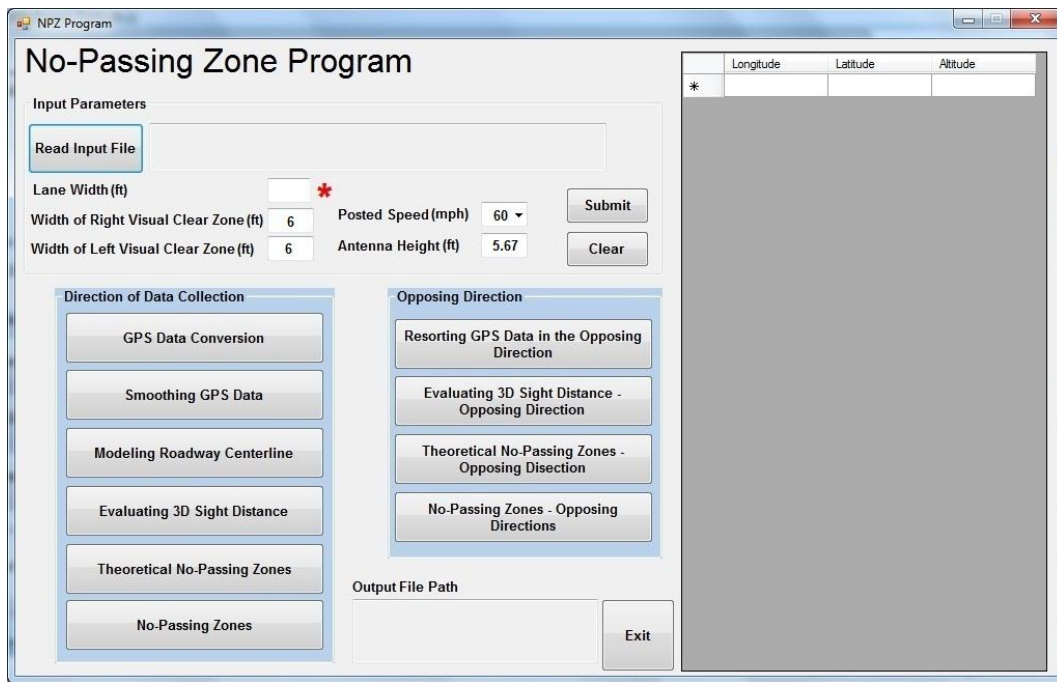 NPZ Program
No-Passing Zone Program
Input Parameters
Read Input File
Lane Width (ft)
*
Width of Right Visual Clear Zone (ft) 6
Width of Left Visual Clear Zone (ft) 6
Posted Speed (mph) 60
Antenna Height (ft) 5.67
Submit
Clear
Direction of Data Collection
GPS Data Conversion
Smoothing GPS Data
Modeling Roadway Centerline
Evaluating 3D Sight Distance
Theoretical No-Passing Zones
No-Passing Zones
Opposing Direction
Resorting GPS Data in the Opposing
Direction
Evaluating 3D Sight Distance -
Opposing Direction
Theoretical No-Passing Zones -
Opposing Disection
No-Passing Zones - Opposing
Directions
Output File Path
Exit
Longitude Latitude Altitude
*